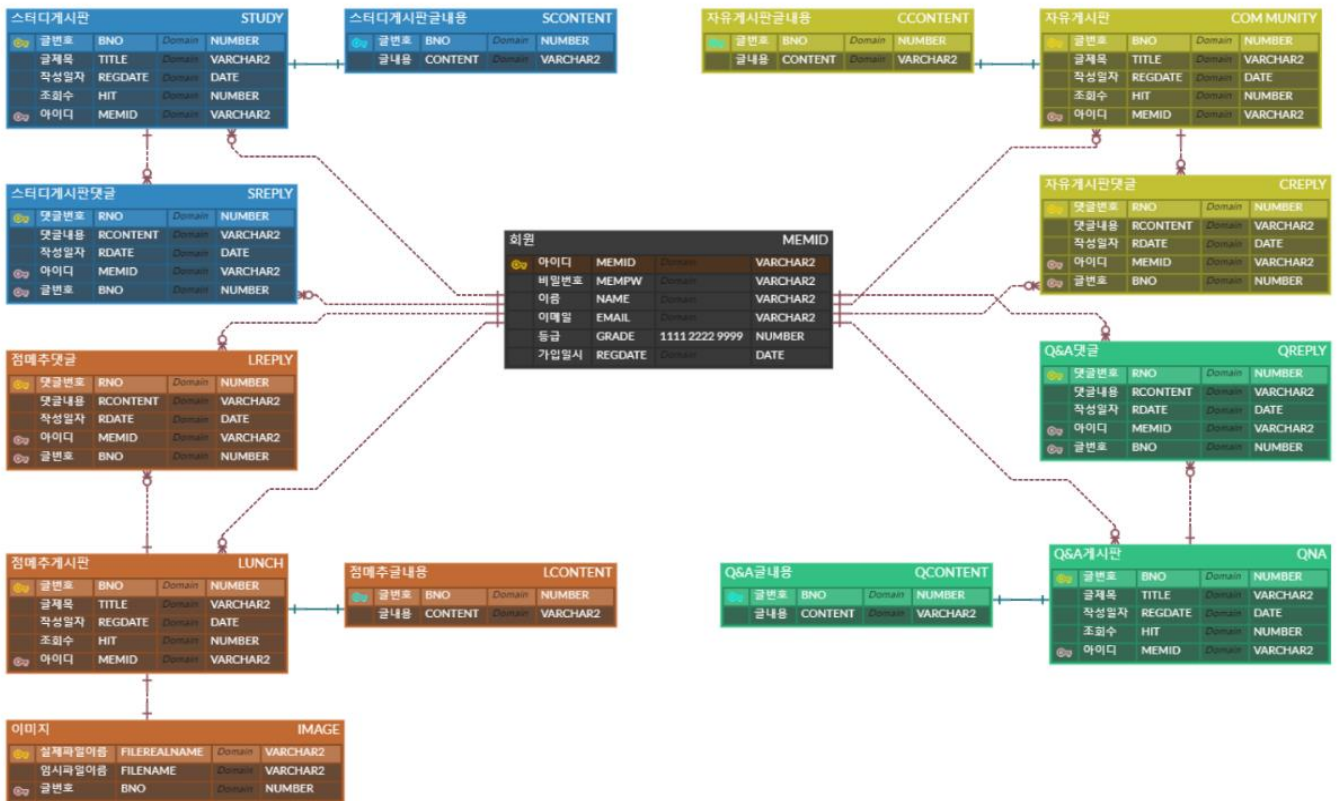 스터디게시판 STUDY
글번호 BNO Domain NUMBER
글제목 TITLE Domain VARCHAR2
작성일자 REGDATE Domain DATE
조회수 HIT Domain NUMBER
아이디 MEMID Domain VARCHAR2
스터디게시판글내용 SCONTENT
글번호 BNO Domain NUMBER
글내용 CONTENT Domain VARCHAR2
자유게시판글내용 CCONTENT
글번호 BNO Domain NUMBER
글내용 CONTENT Domain VARCHAR2
자유게시판 COM MUNITY
글번호 BNO Domain NUMBER
글제목 TITLE Domain VARCHAR2
작성일자 REGDATE Domain DATE
조회수 HIT Domain NUMBER
아이디 MEMID Domain VARCHAR2
스터디게시판댓글 SREPLY
댓글번호 RNO Domain NUMBER
댓글내용 RCONTENT Domain VARCHAR2
작성일자 RDATE Domain DATE
아이디 MEMID Domain VARCHAR2
글번호 BNO Domain NUMBER
자유게시판댓글 CREPLY
댓글번호 RNO Domain NUMBER
댓글내용 RCONTENT Domain VARCHAR2
작성일자 RDATE Domain DATE
아이디 MEMID Domain VARCHAR2
글번호 BNO Domain NUMBER
회원 MEMID
아이디 MEMID Domain VARCHAR2
비밀번호 MEMPW Domain VARCHAR2
이름 NAME Domain VARCHAR2
이메일 EMAIL Domain VARCHAR2
등급 GRADE 1111 2222 9999 NUMBER
가입일시 REGDATE Domain DATE
점메추댓글 LREPLY
댓글번호 RNO Domain NUMBER
댓글내용 RCONTENT Domain VARCHAR2
작성일자 RDATE Domain DATE
아이디 MEMID Domain VARCHAR2
글번호 BNO Domain NUMBER
Q&A댓글 QREPLY
댓글번호 RNO Domain NUMBER
댓글내용 RCONTENT Domain VARCHAR2
작성일자 RDATE Domain DATE
아이디 MEMID Domain VARCHAR2
글번호 BNO Domain NUMBER
점메추게시판 LUNCH
글번호 BNO Domain NUMBER
글제목 TITLE Domain VARCHAR2
작성일자 REGDATE Domain DATE
조회수 HIT Domain NUMBER
아이디 MEMID Domain VARCHAR2
점메추글내용 LCONTENT
글번호 BNO Domain NUMBER
글내용 CONTENT Domain VARCHAR2
Q&A글내용 QCONTENT
글번호 BNO Domain NUMBER
글내용 CONTENT Domain VARCHAR2
Q&A게시판 QNA
글번호 BNO Domain NUMBER
글제목 TITLE Domain VARCHAR2
작성일자 REGDATE Domain DATE
조회수 HIT Domain NUMBER
아이디 MEMID Domain VARCHAR2
이미지 IMAGE
실제파일이름 FILEREALNAME Domain VARCHAR2
임시파일이름 FILENAME Domain VARCHAR2
글번호 BNO Domain NUMBER